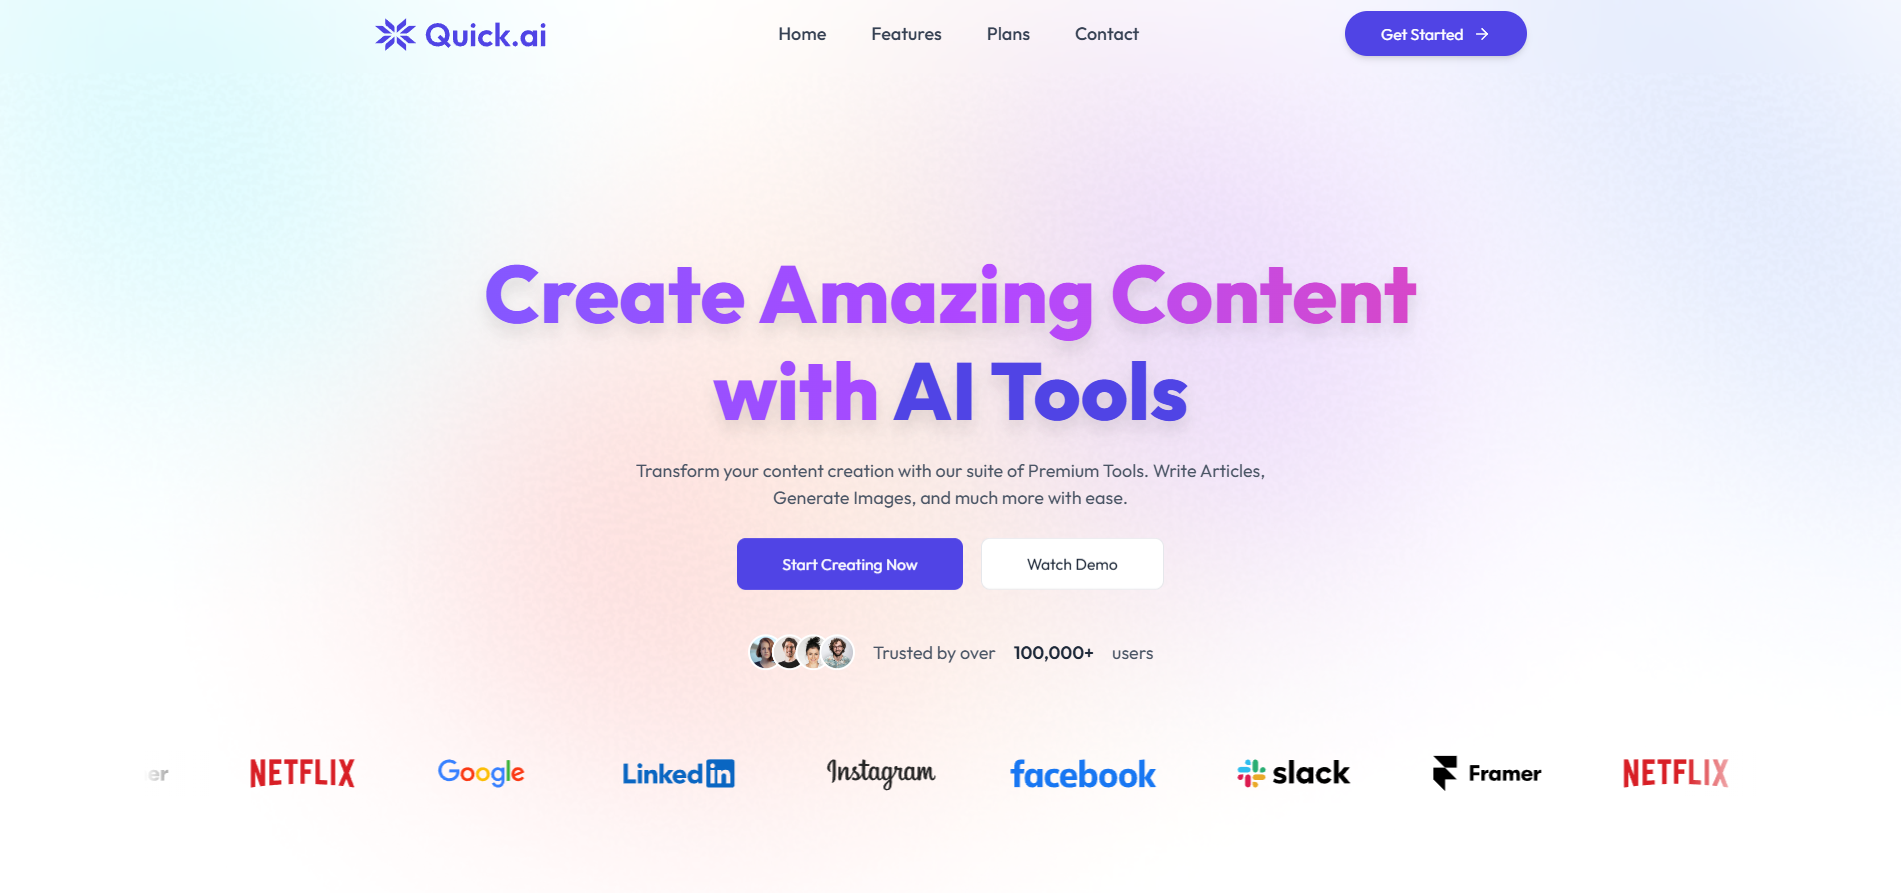 Quick.ai
Home Features Plans Contact
Get Started
Create Amazing Content
with AI Tools
Transform your content creation with our suite of Premium Tools. Write Articles,
Generate Images, and much more with ease.
Start Creating Now
Watch Demo
Trusted by over 100,000+ users
er NETFLIX Google Linkedin Instagram facebook slack Framer NETFLIX